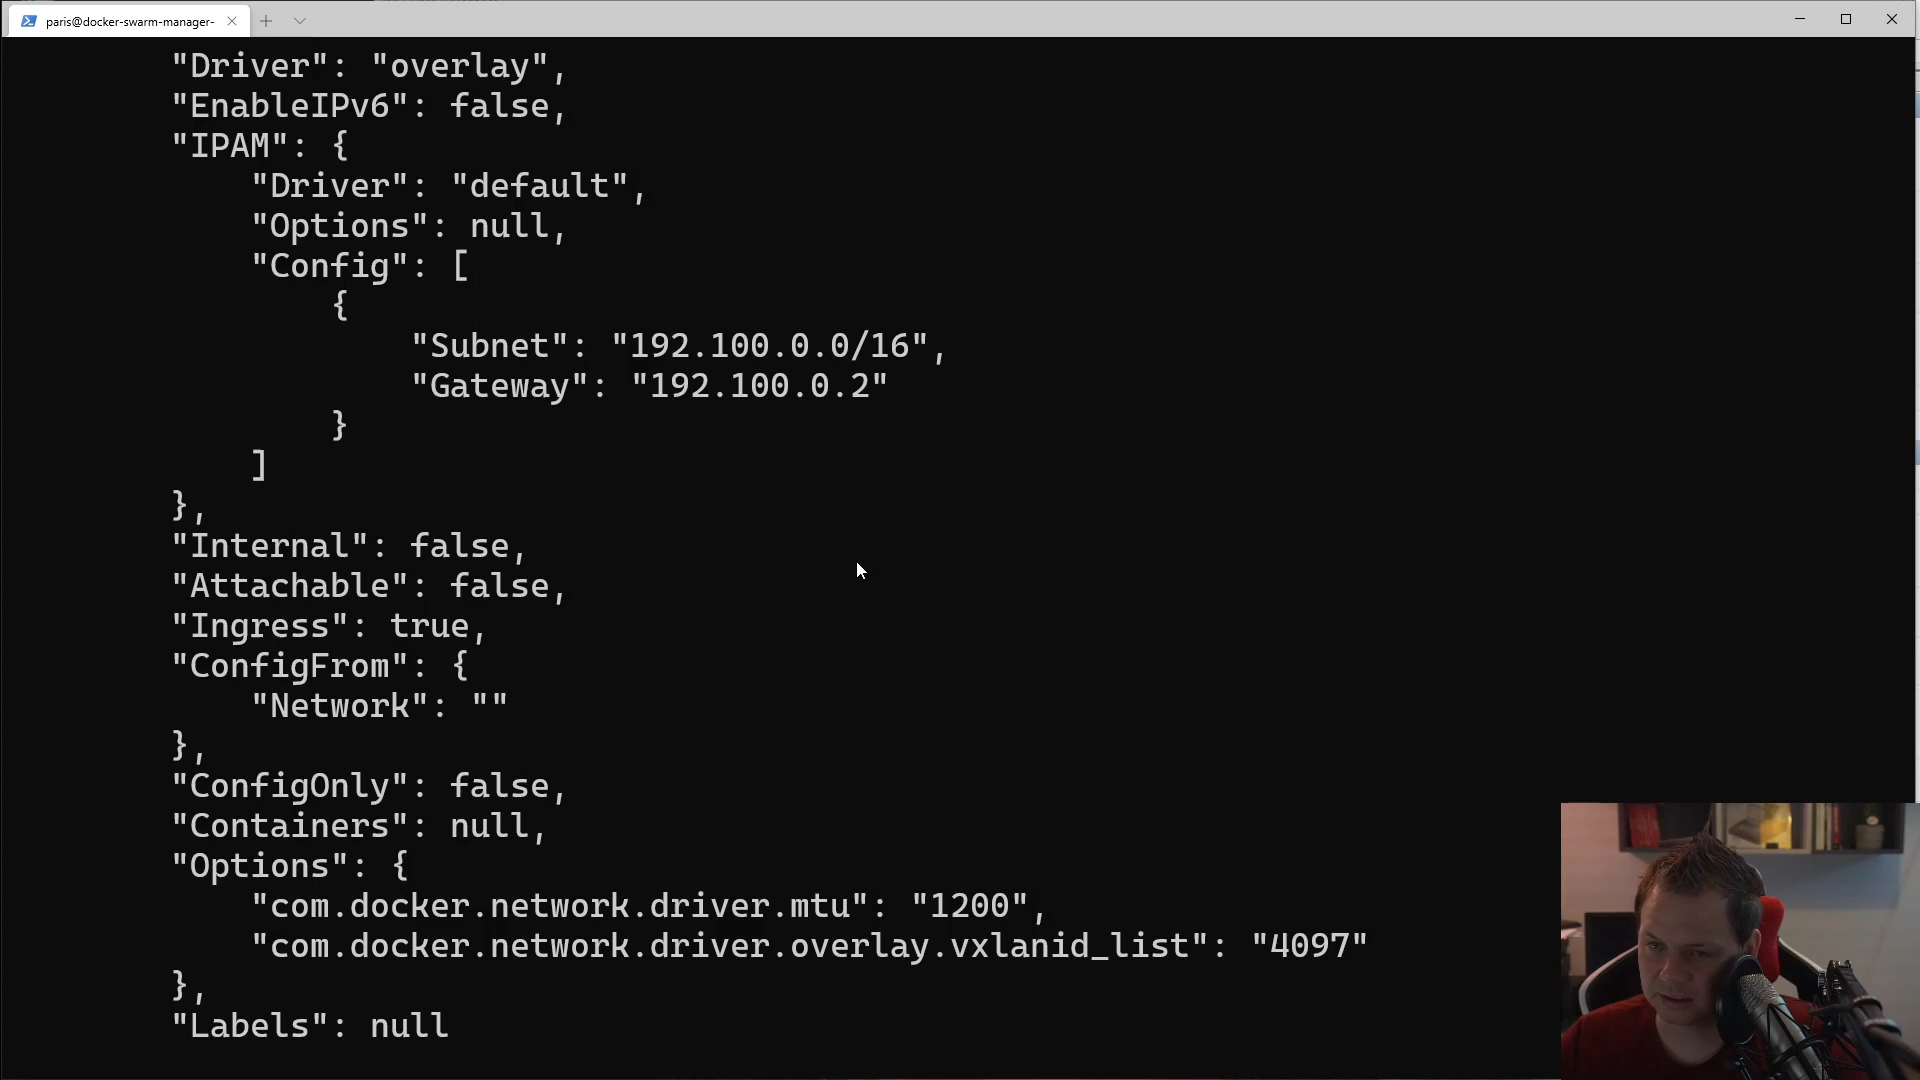 paris@docker-swarm-manager-
"Driver": "overlay",
"EnableIPv6": false,
"IPAM": {
"Driver": "default",
"Options": null,
"Config": [
{
"Subnet": "192.100.0.0/16",
"Gateway": "192.100.0.2"
}
]
},
"Internal": false,
"Attachable": false,
"Ingress": true,
"ConfigFrom": {
"Network": ""
},
"ConfigOnly": false,
"Containers": null,
"Options": {
"com.docker.network.driver.mtu": "1200",
"com.docker.network.driver.overlay.vxlanid_list": "4097"
},
"Labels": null